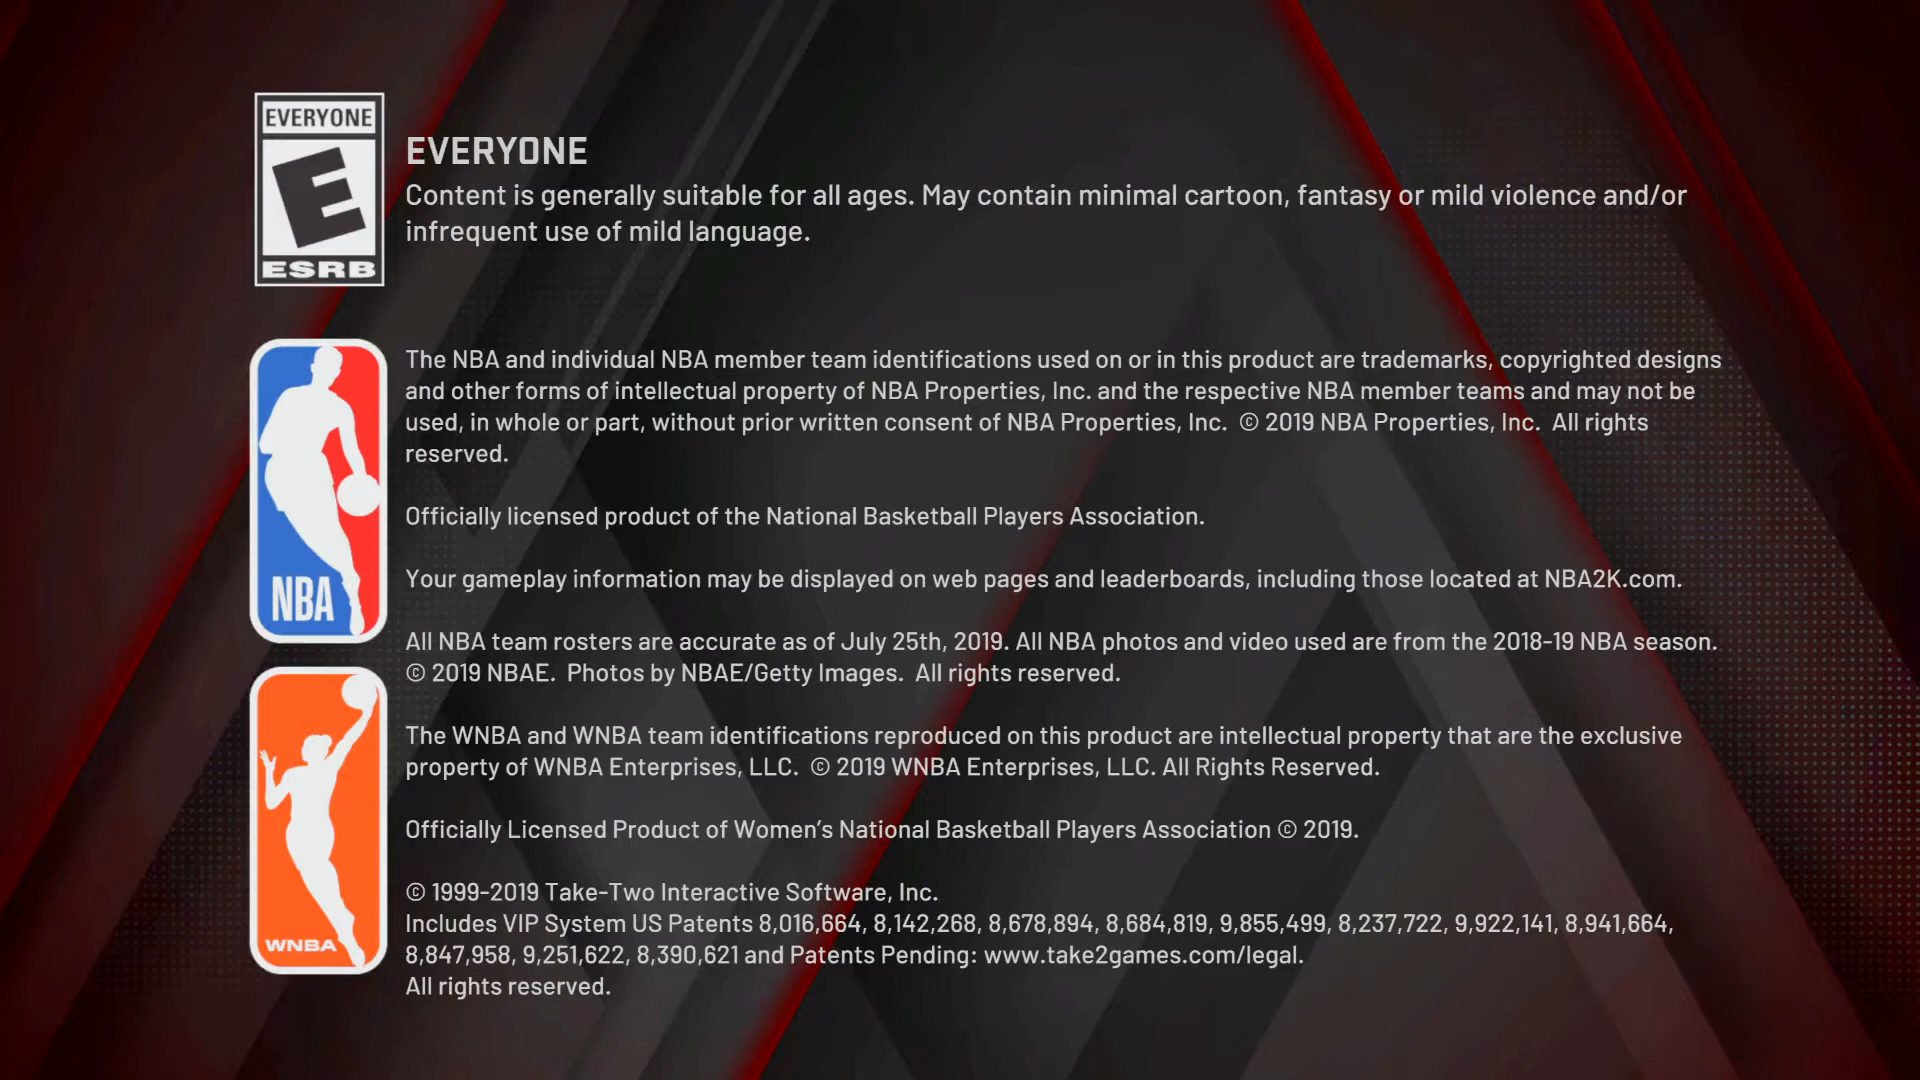 EVERYONE
E
ESRB
EVERYONE
Content is generally suitable for all ages. May contain minimal cartoon, fantasy or mild violence and/or
infrequent use of mild language.
The NBA and individual NBA member team identifications used on or in this product are trademarks, copyrighted designs
and other forms of intellectual property of NBA Properties, Inc. and the respective NBA member teams and may not be
used, in whole or part, without prior written consent of NBA Properties, Inc. © 2019 NBA Properties, Inc. All rights
reserved.
Officially licensed product of the National Basketball Players Association.
Your gameplay information may be displayed on web pages and leaderboards, including those located at NBA2K.com.
NBA
All NBA team rosters are accurate as of July 25th, 2019. All NBA photos and video used are from the 2018-19 NBA season.
© 2019 NBAE. Photos by NBAE/Getty Images. All rights reserved.
The WNBA and WNBA team identifications reproduced on this product are intellectual property that are the exclusive
property of WNBA Enterprises, LLC. © 2019 WNBA Enterprises, LLC. All Rights Reserved.
Officially Licensed Product of Women's National Basketball Players Association © 2019.
© 1999-2019 Take-Two Interactive Software, Inc.
Includes VIP System US Patents 8,016,664, 8,142,268, 8,678,894, 8,684,819, 9,855,499, 8,237,722, 9,922,141, 8,941,664,
WNBA
8,847,958, 9,251,622, 8,390,621 and Patents Pending: www.take2games.com/legal.
All rights reserved.